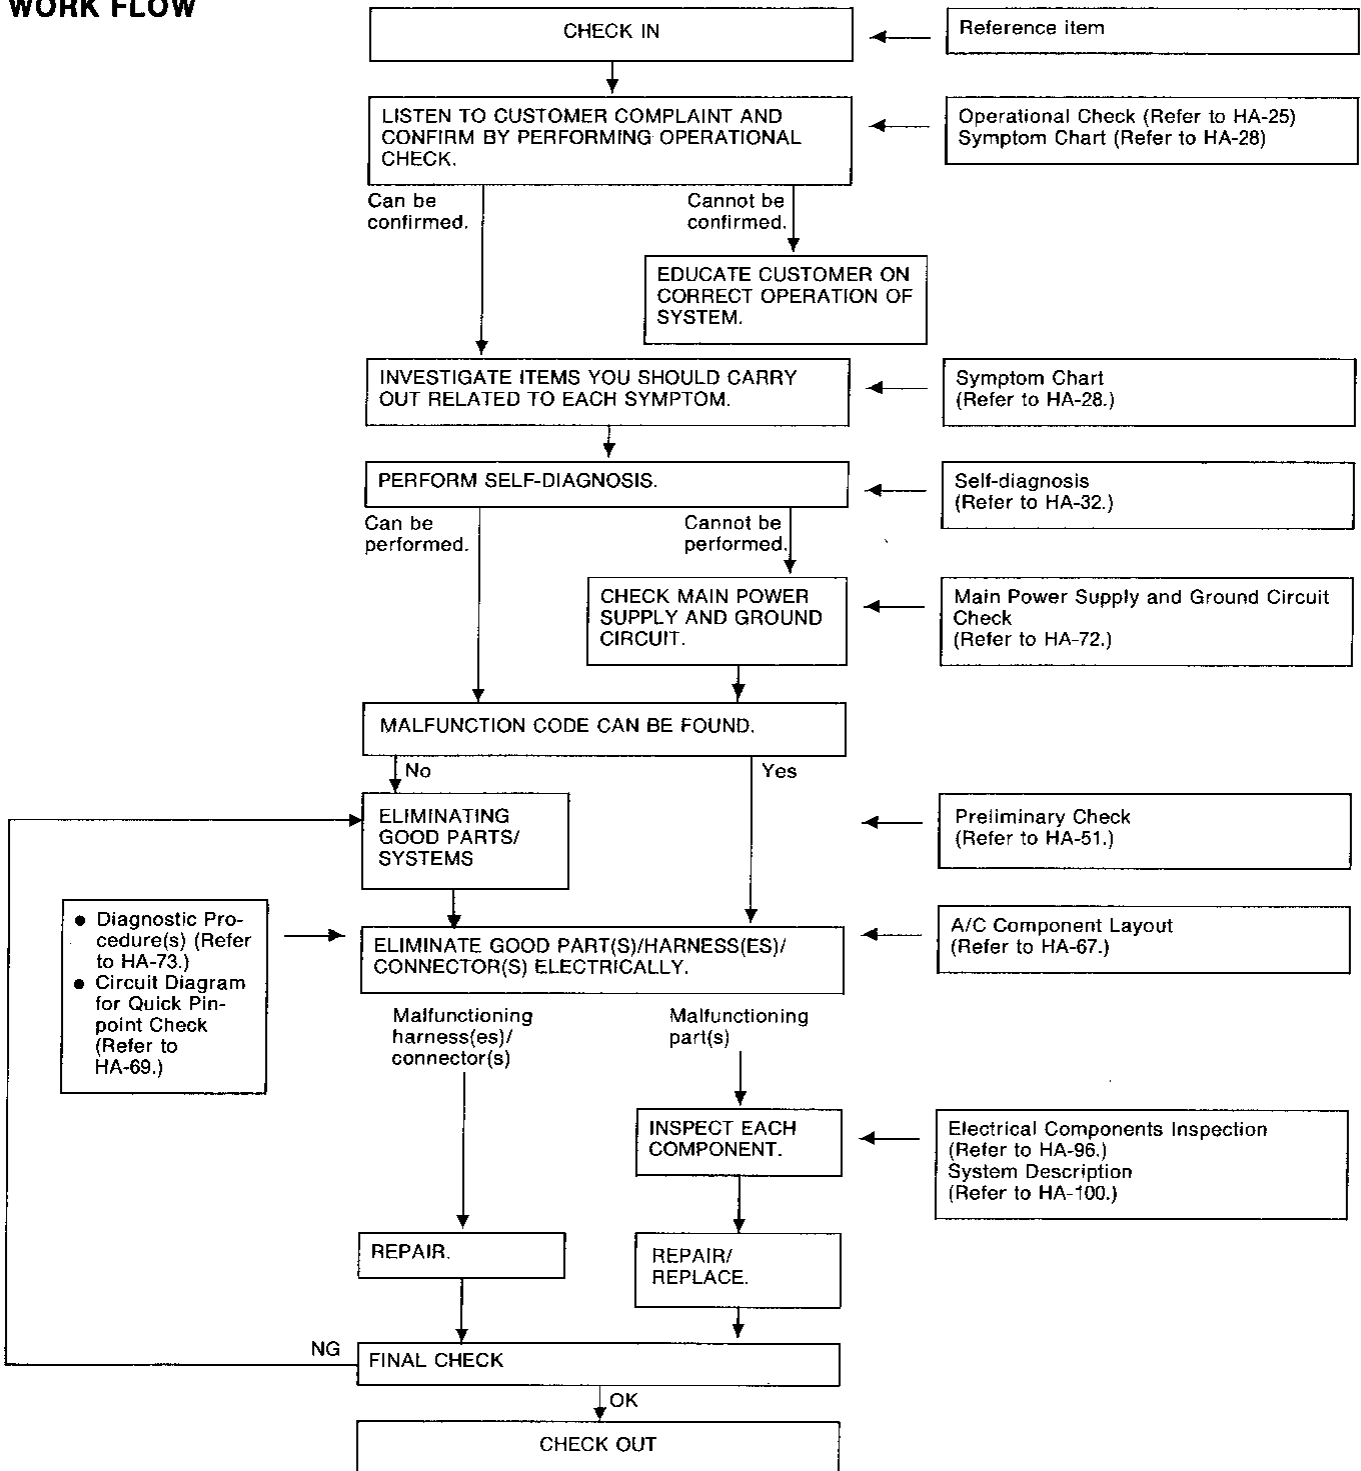 WORK FLOW
CHECK IN
Reference item
LISTEN TO CUSTOMER COMPLAINT AND
CONFIRM BY PERFORMING OPERATIONAL
CHECK.
Operational Check (Refer to HA-25)
Symptom Chart (Refer to HA-28)
Can be
confirmed.
Cannot be
confirmed.
EDUCATE CUSTOMER ON
CORRECT OPERATION OF
SYSTEM.
INVESTIGATE ITEMS YOU SHOULD CARRY
OUT RELATED TO EACH SYMPTOM.
Symptom Chart
(Refer to HA-28.)
PERFORM SELF-DIAGNOSIS.
Self-diagnosis
(Refer to HA-32.)
Can be
performed.
Cannot be
performed.
CHECK MAIN POWER
SUPPLY AND GROUND
CIRCUIT.
Main Power Supply and Ground Circuit
Check
(Refer to HA-72.)
MALFUNCTION CODE CAN BE FOUND.
No
Yes
ELIMINATING
GOOD PARTS/
SYSTEMS
Preliminary Check
(Refer to HA-51.)
● Diagnostic Pro-
cedure(s) (Refer
to HA-73.)
● Circuit Diagram
for Quick Pin-
point Check
(Refer to
HA-69.)
ELIMINATE GOOD PART(S)/HARNESS(ES)/
CONNECTOR(S) ELECTRICALLY.
A/C Component Layout
(Refer to HA-67.)
Malfunctioning
harness(es)/
connector(s)
Malfunctioning
part(s)
INSPECT EACH
COMPONENT.
Electrical Components Inspection
(Refer to HA-96.)
System Description
(Refer to HA-100.)
REPAIR.
REPAIR/
REPLACE.
NG
FINAL CHECK
OK
CHECK OUT